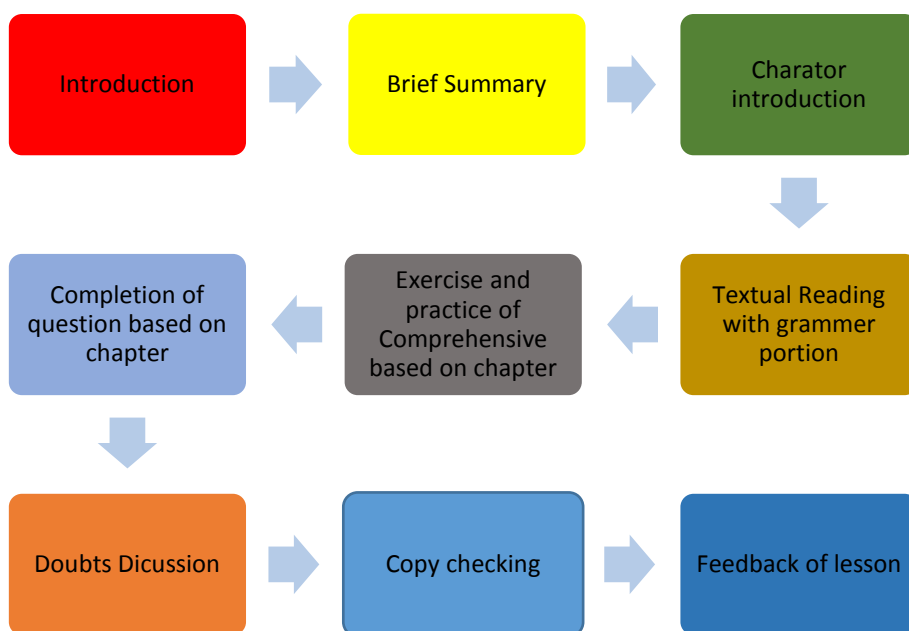 Introduction
Brief Summary
Charator
introduction
Textual Reading
with grammer
portion
Exercise and
practice of
Comprehensive
based on chapter
Completion of
question based on
chapter
Doubts Dicussion
Copy checking
Feedback of lesson